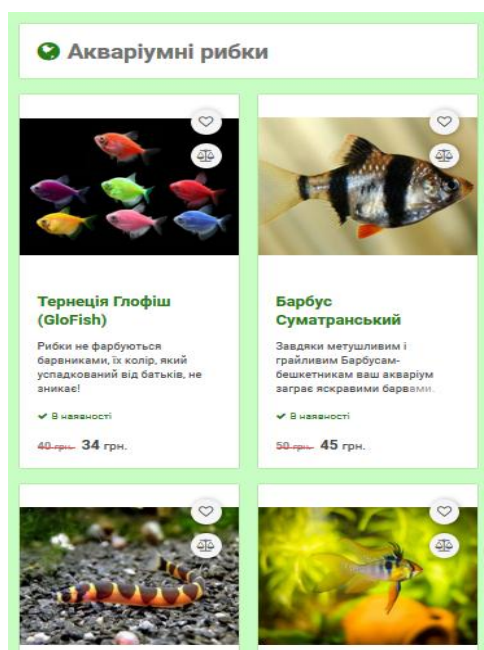 Акваріумні рибки
Тернеція Глофіш
(GloFish)
Рибки не фарбуються
барвниками, їх колір, який
успадкований від батьків, не
зникає!
В наявності
40 грн. 34 грн.
Барбус
Суматранський
Завдяки метушливим і
грайливим Барбусам-
бешкетникам ваш акваріум
заграє яскравими барвами.
В наявності
50 грн. 45 грн.